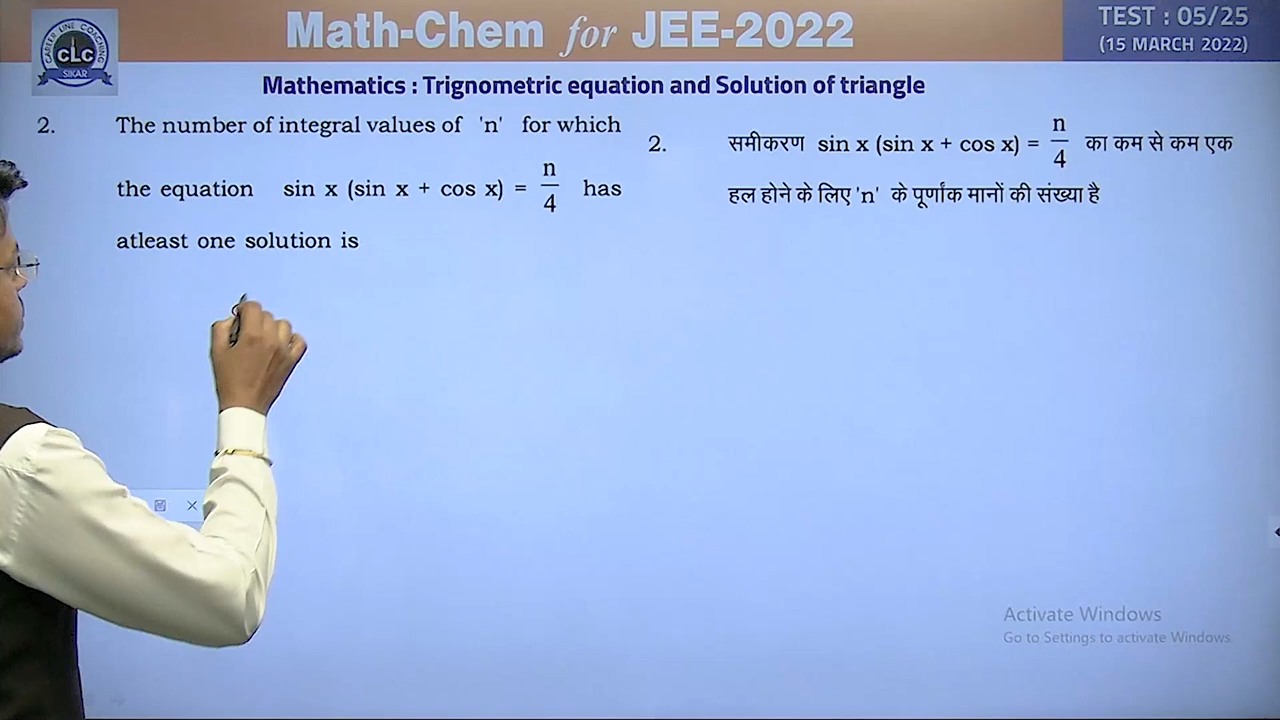 Math-Chem for JEE-2022
TEST : 05/25
(15 MARCH 2022)
CAREER LINE COACHING
CLC
SIKAR
Mathematics : Trignometric equation and Solution of triangle
2. The number of integral values of 'n' for which
the equation sin x (sin x + cos x) = n/4 has
atleast one solution is
2. समीकरण sin x (sin x + cos x) = n/4 का कम से कम एक
हल होने के लिए 'n' के पूर्णांक मानों की संख्या है
Activate Windows
Go to Settings to activate Windows.